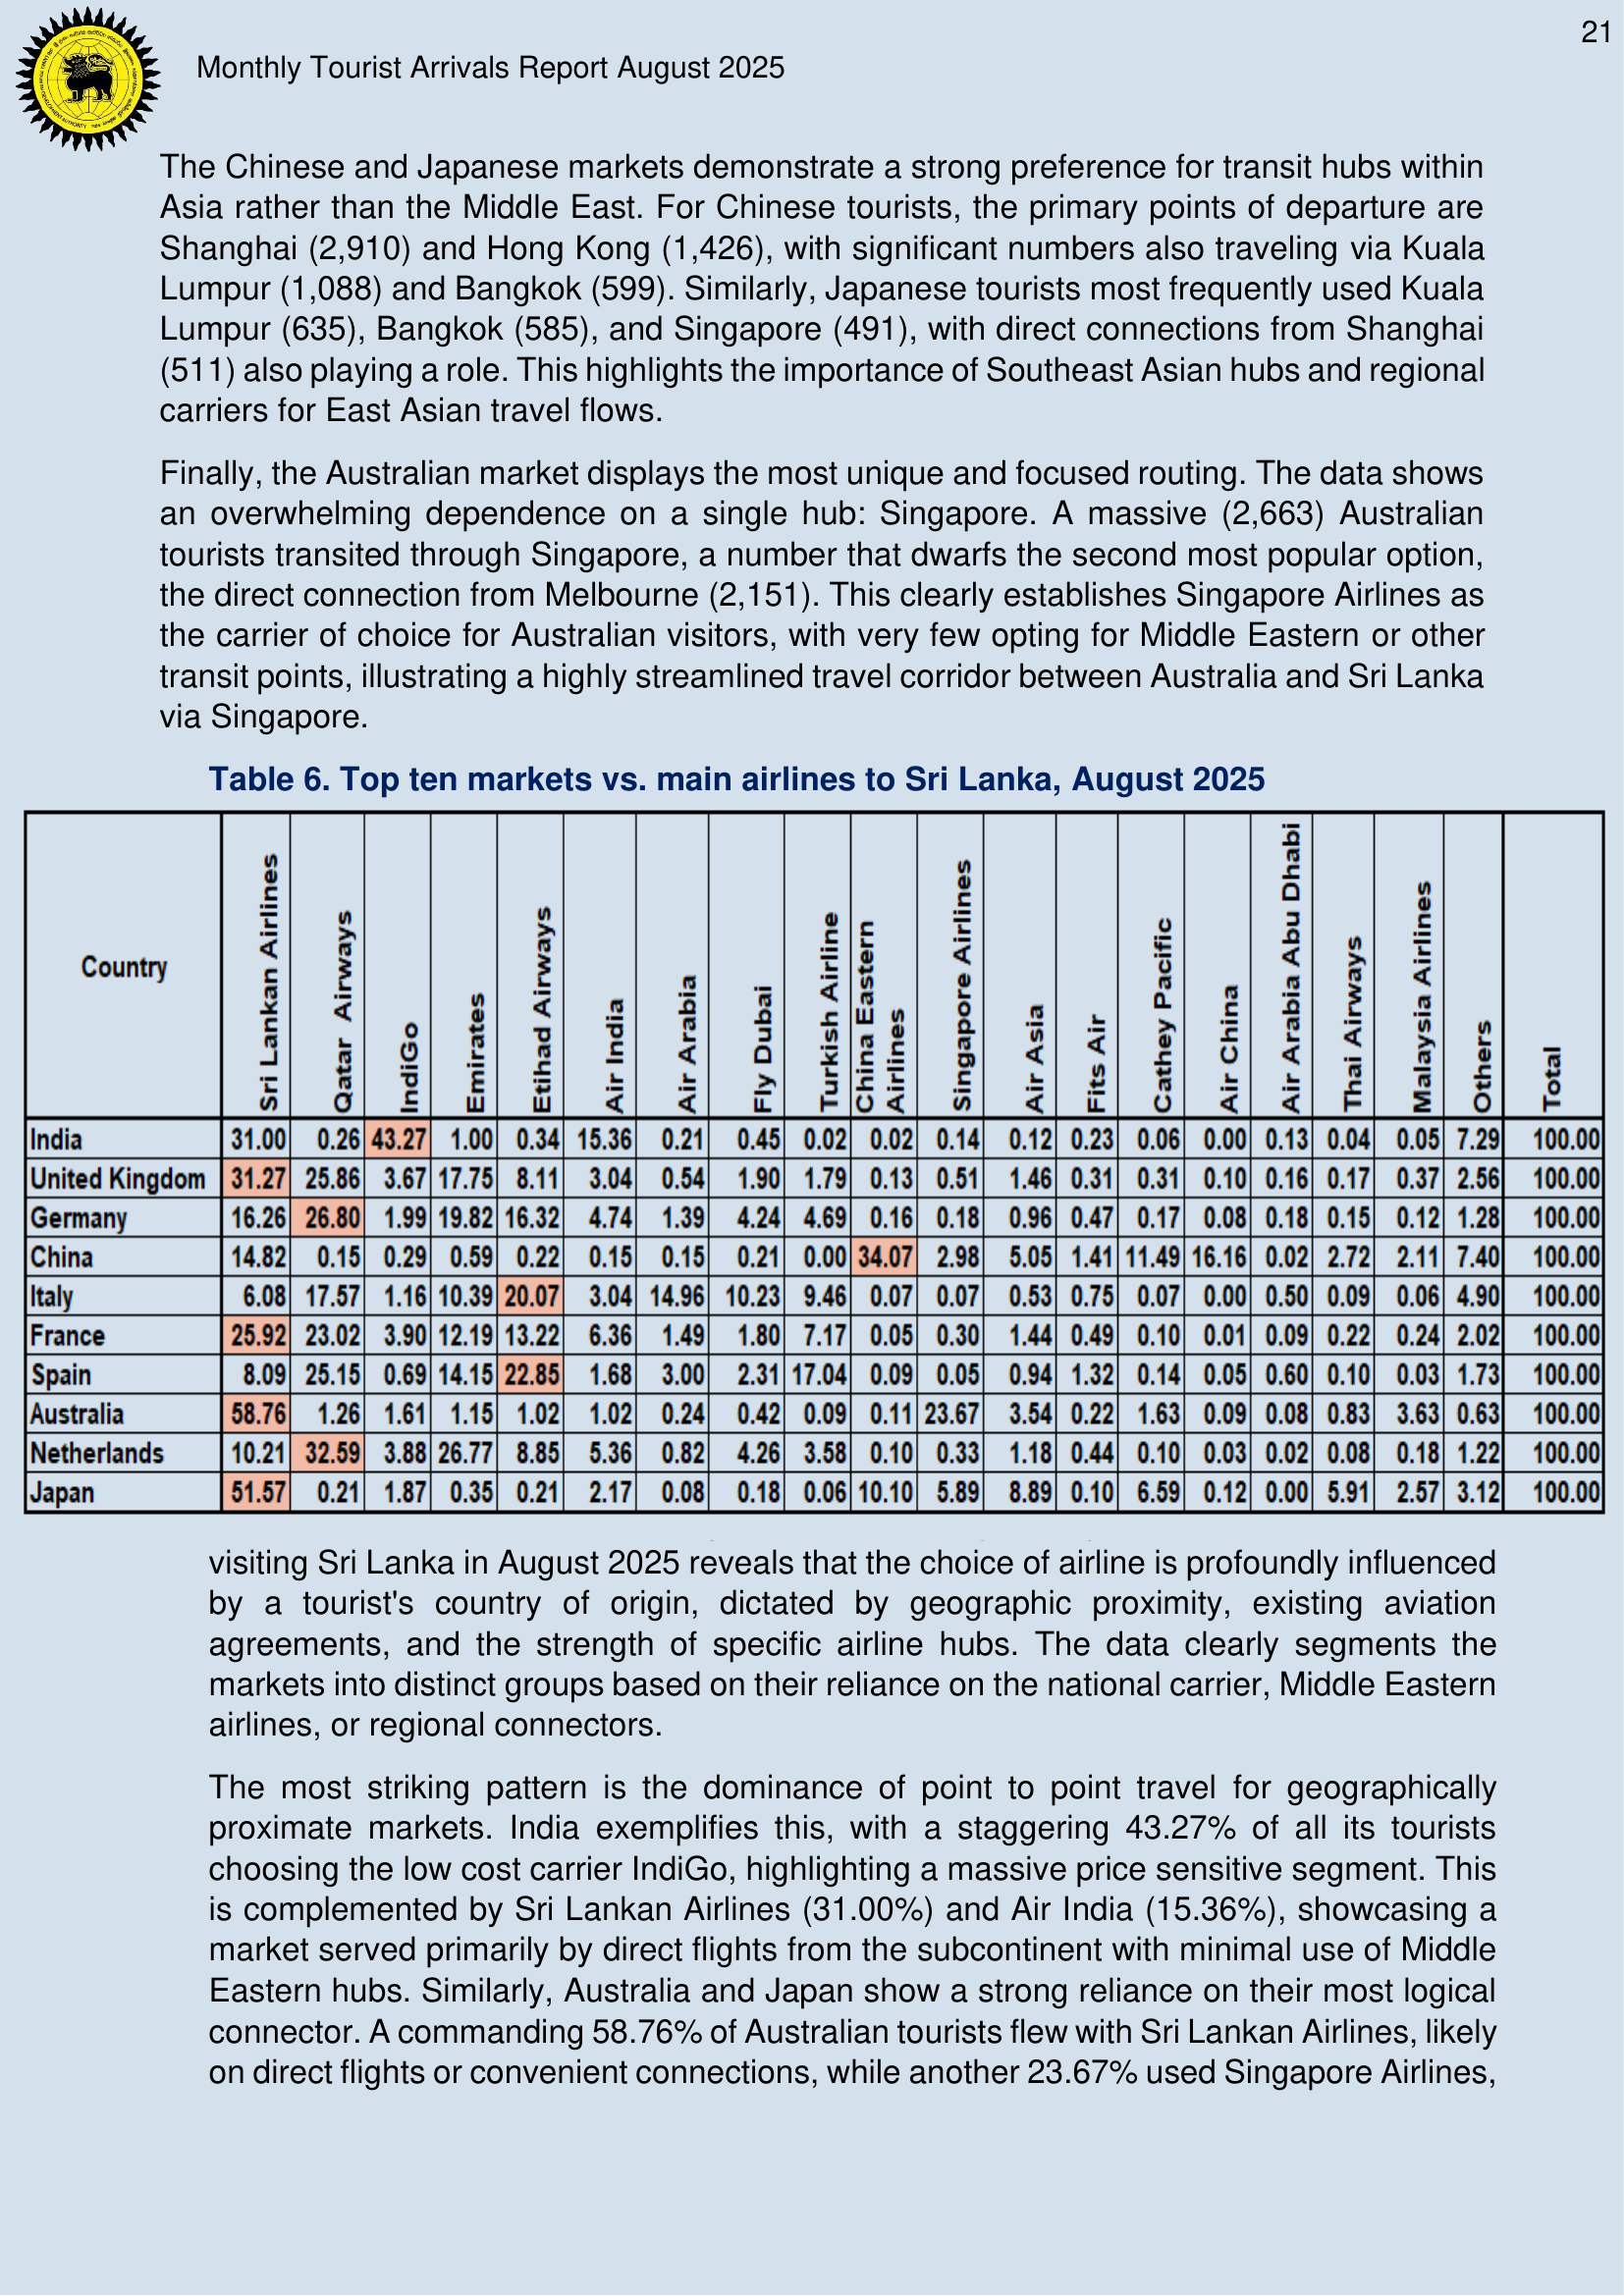 21
Monthly Tourist Arrivals Report August 2025
The Chinese and Japanese markets demonstrate a strong preference for transit hubs within
Asia rather than the Middle East. For Chinese tourists, the primary points of departure are
Shanghai (2,910) and Hong Kong (1,426), with significant numbers also traveling via Kuala
Lumpur (1,088) and Bangkok (599). Similarly, Japanese tourists most frequently used Kuala
Lumpur (635), Bangkok (585), and Singapore (491), with direct connections from Shanghai
(511) also playing a role. This highlights the importance of Southeast Asian hubs and regional
carriers for East Asian travel flows.
Finally, the Australian market displays the most unique and focused routing. The data shows
an overwhelming dependence on a single hub: Singapore. A massive (2,663) Australian
tourists transited through Singapore, a number that dwarfs the second most popular option,
the direct connection from Melbourne (2,151). This clearly establishes Singapore Airlines as
the carrier of choice for Australian visitors, with very few opting for Middle Eastern or other
transit points, illustrating a highly streamlined travel corridor between Australia and Sri Lanka
via Singapore.
Table 6. Top ten markets vs. main airlines to Sri Lanka, August 2025
Country Sri Lankan Airlines Qatar Airways IndiGo Emirates Etihad Airways Air India Air Arabia Fly Dubai Turkish Airline China Eastern Airlines Singapore Airlines Air Asia Fits Air Cathey Pacific Air China Air Arabia Abu Dhabi Thai Airways Malaysia Airlines Others Total
India 31.00 0.26 43.27 1.00 0.34 15.36 0.21 0.45 0.02 0.02 0.14 0.12 0.23 0.06 0.00 0.13 0.04 0.05 7.29 100.00
United Kingdom 31.27 25.86 3.67 17.75 8.11 3.04 0.54 1.90 1.79 0.13 0.51 1.46 0.31 0.31 0.10 0.16 0.17 0.37 2.56 100.00
Germany 16.26 26.80 1.99 19.82 16.32 4.74 1.39 4.24 4.69 0.16 0.18 0.96 0.47 0.17 0.08 0.18 0.15 0.12 1.28 100.00
China 14.82 0.15 0.29 0.59 0.22 0.15 0.15 0.21 0.00 34.07 2.98 5.05 1.41 11.49 16.16 0.02 2.72 2.11 7.40 100.00
Italy 6.08 17.57 1.16 10.39 20.07 3.04 14.96 10.23 9.46 0.07 0.07 0.53 0.75 0.07 0.00 0.50 0.09 0.06 4.90 100.00
France 25.92 23.02 3.90 12.19 13.22 6.36 1.49 1.80 7.17 0.05 0.30 1.44 0.49 0.10 0.01 0.09 0.22 0.24 2.02 100.00
Spain 8.09 25.15 0.69 14.15 22.85 1.68 3.00 2.31 17.04 0.09 0.05 0.94 1.32 0.14 0.05 0.60 0.10 0.03 1.73 100.00
Australia 58.76 1.26 1.61 1.15 1.02 1.02 0.24 0.42 0.09 0.11 23.67 3.54 0.22 1.63 0.09 0.08 0.83 3.63 0.63 100.00
Netherlands 10.21 32.59 3.88 26.77 8.85 5.36 0.82 4.26 3.58 0.10 0.33 1.18 0.44 0.10 0.03 0.02 0.08 0.18 1.22 100.00
Japan 51.57 0.21 1.87 0.35 0.21 2.17 0.08 0.18 0.06 10.10 5.89 8.89 0.10 6.59 0.12 0.00 5.91 2.57 3.12 100.00
visiting Sri Lanka in August 2025 reveals that the choice of airline is profoundly influenced
by a tourist's country of origin, dictated by geographic proximity, existing aviation
agreements, and the strength of specific airline hubs. The data clearly segments the
markets into distinct groups based on their reliance on the national carrier, Middle Eastern
airlines, or regional connectors.
The most striking pattern is the dominance of point to point travel for geographically
proximate markets. India exemplifies this, with a staggering 43.27% of all its tourists
choosing the low cost carrier IndiGo, highlighting a massive price sensitive segment. This
is complemented by Sri Lankan Airlines (31.00%) and Air India (15.36%), showcasing a
market served primarily by direct flights from the subcontinent with minimal use of Middle
Eastern hubs. Similarly, Australia and Japan show a strong reliance on their most logical
connector. A commanding 58.76% of Australian tourists flew with Sri Lankan Airlines, likely
on direct flights or convenient connections, while another 23.67% used Singapore Airlines,